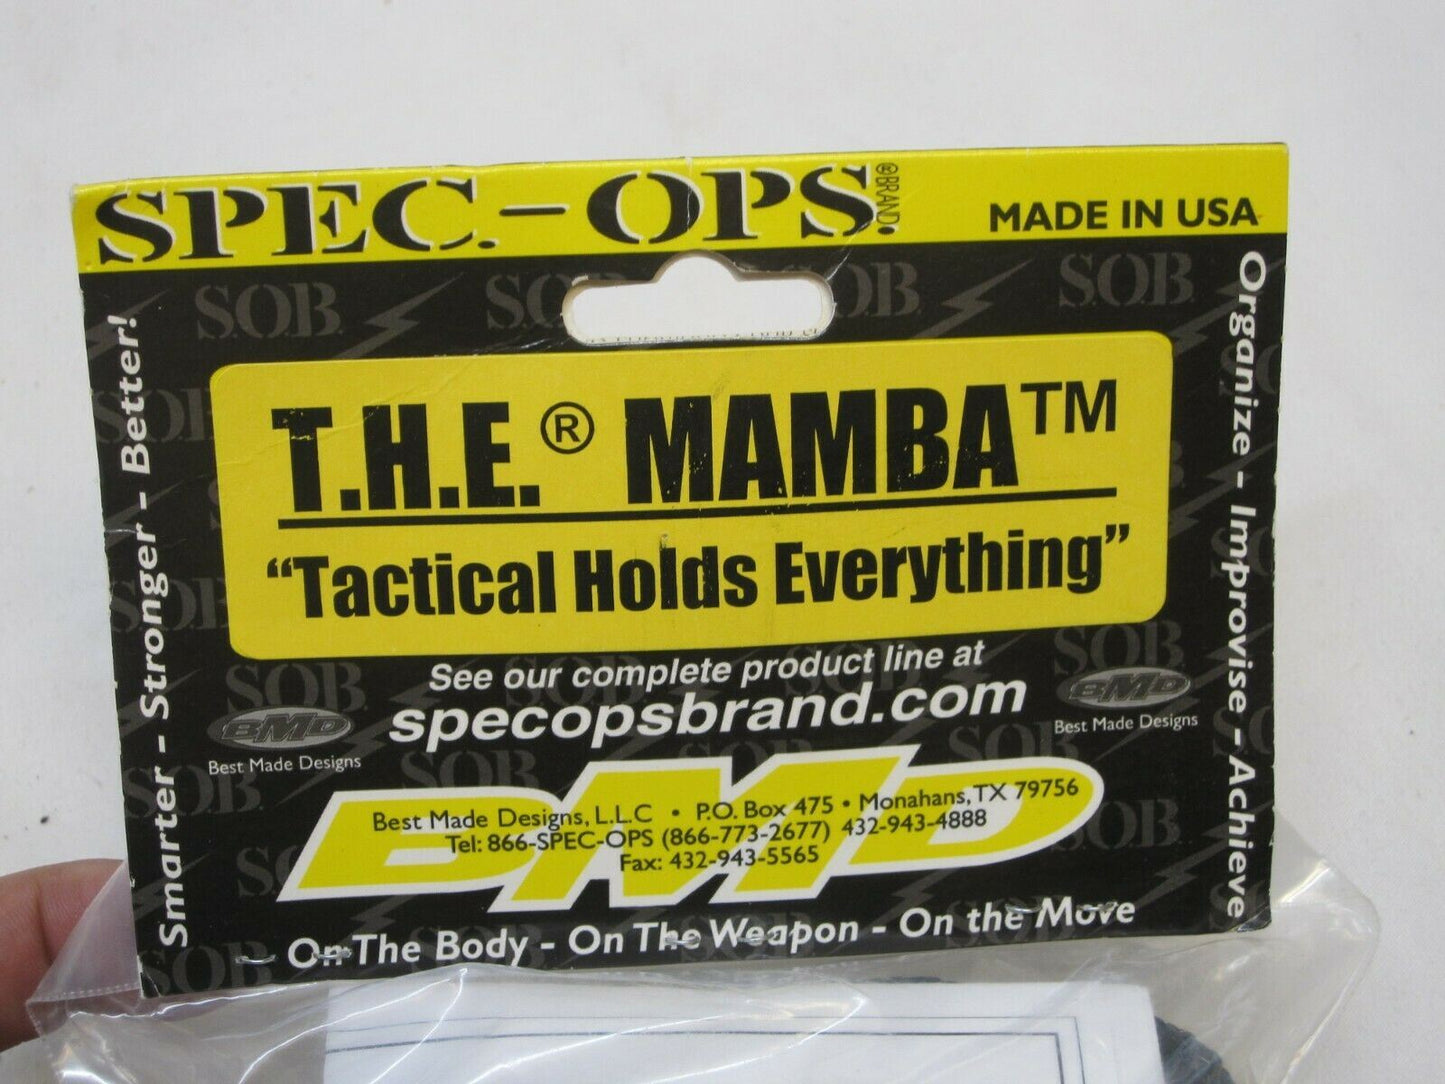 SPEC.-OPS.®BRAND.
MADE IN USA
S.O.B.
T.H.E.® MAMBA™
"Tactical Holds Everything"
See our complete product line at
specopsbrand.com
BMD
Best Made Designs
BMD
Best Made Designs
BMD
Best Made Designs, L.L.C • P.O. Box 475 • Monahans, TX 79756
Tel: 866-SPEC-OPS (866-773-2677) 432-943-4888
Fax: 432-943-5565
On The Body - On The Weapon - On the Move
Smarter - Stronger - Better!
Organize - Improvise - Achieve